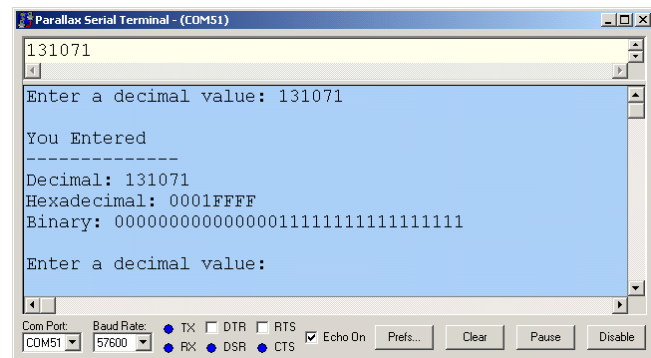 Parallax Serial Terminal - (COM51)
131071
Enter a decimal value: 131071
You Entered
--------------
Decimal: 131071
Hexadecimal: 0001FFFF
Binary: 00000000000000011111111111111111
Enter a decimal value:
Com Port: Baud Rate: TX DTR RTS
COM51 57600 RX DSR CTS Echo On Prefs... Clear Pause Disable